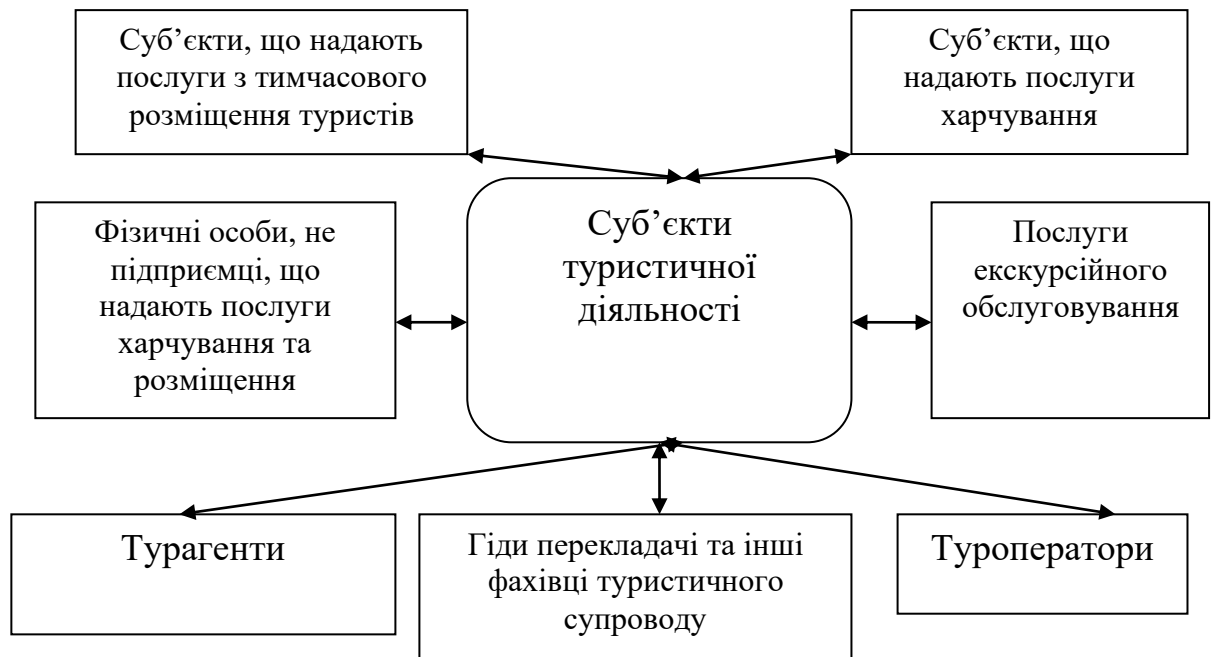 Суб’єкти, що надають
послуги з тимчасового
розміщення туристів
Суб’єкти, що
надають послуги
харчування
Фізичні особи, не
підприємці, що
надають послуги
харчування та
розміщення
Суб’єкти
туристичної
діяльності
Послуги
екскурсійного
обслуговування
Турагенти
Гіди перекладачі та інші
фахівці туристичного
супроводу
Туроператори